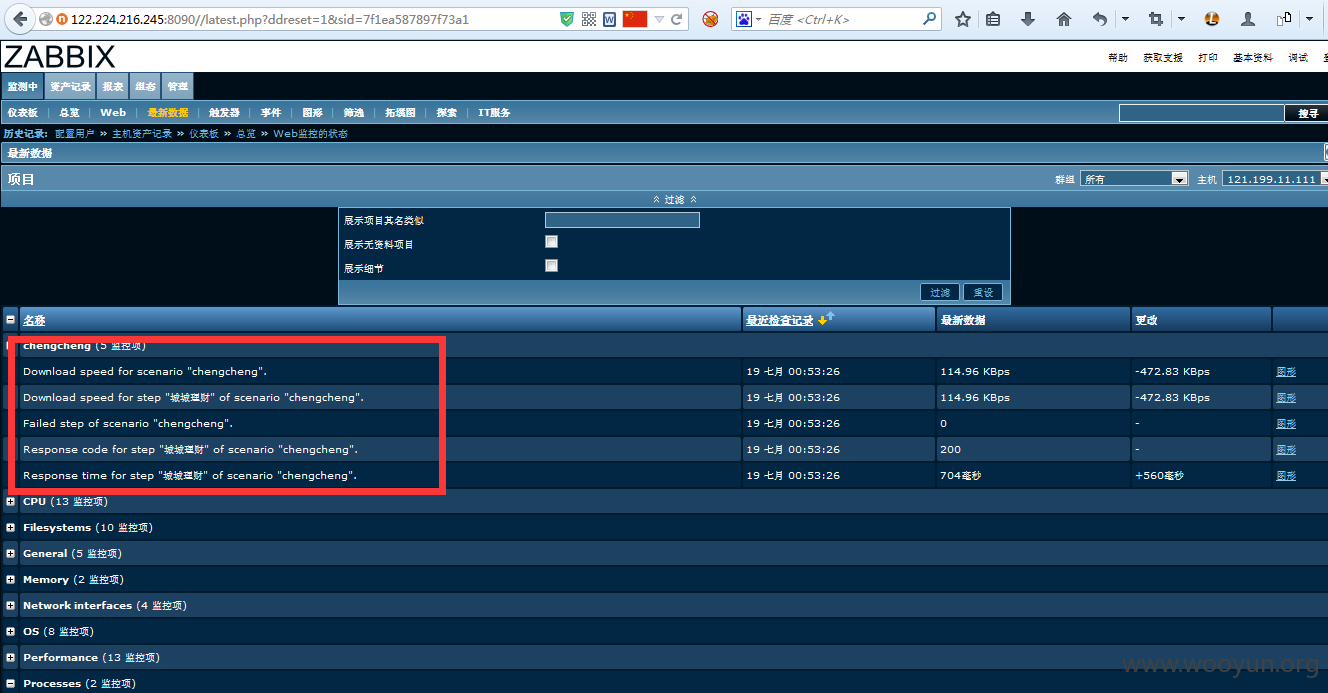 122.224.216.245:8090//latest.php?ddreset=1&sid=7f1ea587897f73a1
百度 <Ctrl+K>
ZABBIX
帮助 获取支援 打印 基本资料 调试
监测中 资产记录 报表 组态 管理
仪表板 总览 Web 最新数据 触发器 事件 图形 筛选 拓璞图 探索 IT服务 搜寻
历史记录: 配置用户 » 主机资产记录 » 仪表板 » 总览 » Web监控的状态
最新数据
项目 群组 所有 主机 121.199.11.111
过滤
展示项目其名类似
展示无资料项目
展示细节
过滤 重设
名称 最近检查记录 最新数据 更改
chengcheng (5 监控项)
Download speed for scenario "chengcheng". 19 七月 00:53:26 114.96 KBps -472.83 KBps 图形
Download speed for step "城城理财" of scenario "chengcheng". 19 七月 00:53:26 114.96 KBps -472.83 KBps 图形
Failed step of scenario "chengcheng". 19 七月 00:53:26 0 - 图形
Response code for step "城城理财" of scenario "chengcheng". 19 七月 00:53:26 200 - 图形
Response time for step "城城理财" of scenario "chengcheng". 19 七月 00:53:26 704毫秒 +560毫秒 图形
CPU (13 监控项)
Filesystems (10 监控项)
General (5 监控项)
Memory (2 监控项)
Network interfaces (4 监控项)
OS (8 监控项)
Performance (13 监控项)
Processes (2 监控项)
www.wooyun.org